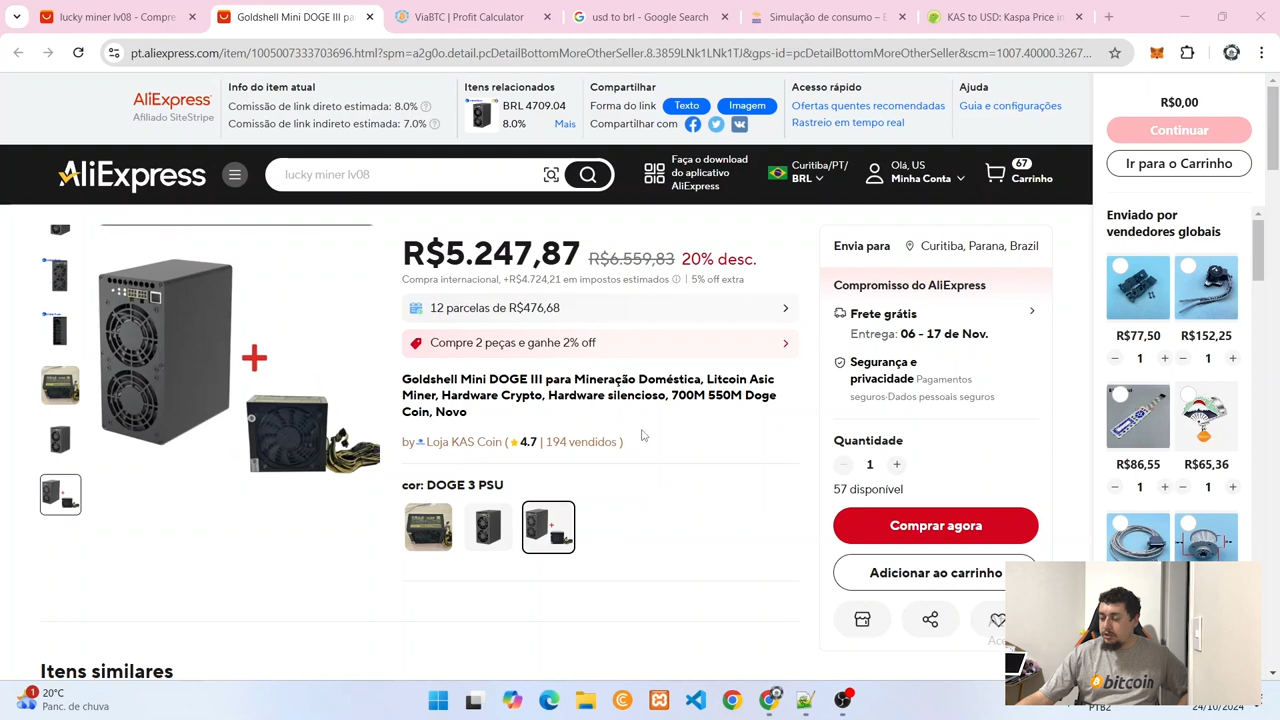 lucky miner lv08 - Compre
Goldshell Mini DOGE III pa
ViaBTC | Profit Calculator
usd to brl - Google Search
Simulação de consumo – E
KAS to USD: Kaspa Price in
pt.aliexpress.com/item/1005007333703696.html?spm=a2g0o.detail.pcDetailBottomMoreOtherSeller.8.3859LNk1LNk1TJ&gps-id=pcDetailBottomMoreOtherSeller&scm=1007.40000.3267...
AliExpress
Afiliado SiteStripe
Info do item atual
Comissão de link direto estimada: 8.0%
Comissão de link indireto estimada: 7.0%
Itens relacionados
BRL 4709.04
8.0%
Mais
Compartilhar
Forma do link
Texto
Imagem
Compartilhar com
Acesso rápido
Ofertas quentes recomendadas
Rastreio em tempo real
Ajuda
Guia e configurações
R$0,00
Continuar
Ir para o Carrinho
AliExpress
lucky miner lv08
Faça o download
do aplicativo
AliExpress
Curitiba/PT/
BRL
Olá, US
Minha Conta
67
Carrinho
R$5.247,87 R$6.559,83 20% desc.
Compra internacional, +R$4.724,21 em impostos estimados | 5% off extra
12 parcelas de R$476,68
Compre 2 peças e ganhe 2% off
Goldshell Mini DOGE III para Mineração Doméstica, Litcoin Asic
Miner, Hardware Crypto, Hardware silencioso, 700M 550M Doge
Coin, Novo
by Loja KAS Coin ( 4.7 | 194 vendidos )
cor: DOGE 3 PSU
Envia para
Curitiba, Parana, Brazil
Compromisso do AliExpress
Frete grátis
Entrega: 06 - 17 de Nov.
Segurança e
privacidade Pagamentos
seguros·Dados pessoais seguros
Quantidade
1
57 disponível
Comprar agora
Adicionar ao carrinho
Enviado por
vendedores globais
R$77,50
R$152,25
1
1
R$86,55
R$65,36
1
1
Itens similares
bitcoin
1
20°C
Panc. de chuva
PTB2
24/10/2024